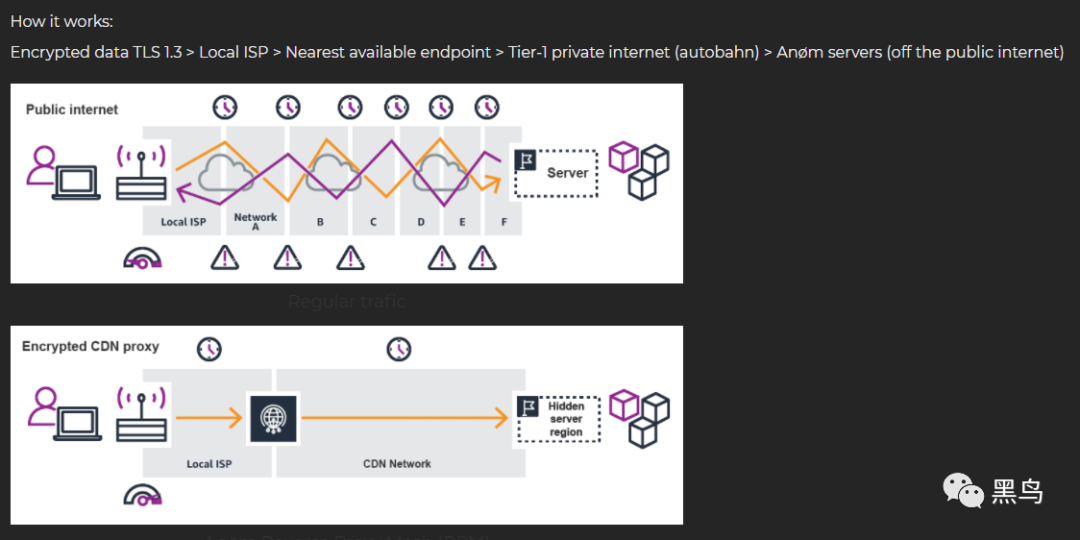 How it works:
Encrypted data TLS 1.3 > Local ISP > Nearest available endpoint > Tier-1 private internet (autobahn) > Anøm servers (off the public internet)
Public internet
Server
Local ISP
Network
A
B
C
D
E
F
Regular trafic
Encrypted CDN proxy
Hidden
server
region
Local ISP
CDN Network
黑鸟